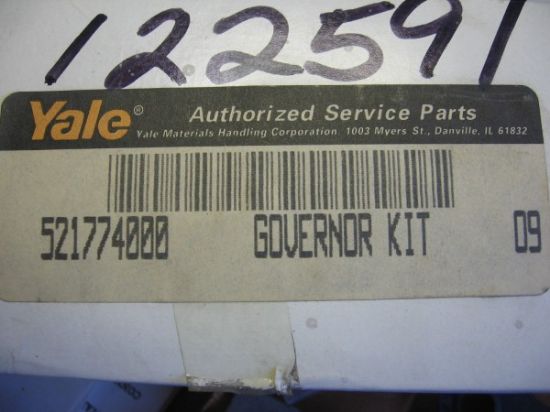 122591
Yale®
Authorized Service Parts
Yale Materials Handling Corporation. 1003 Myers St., Danville, IL 61832
521774000 GOVERNOR KIT 09